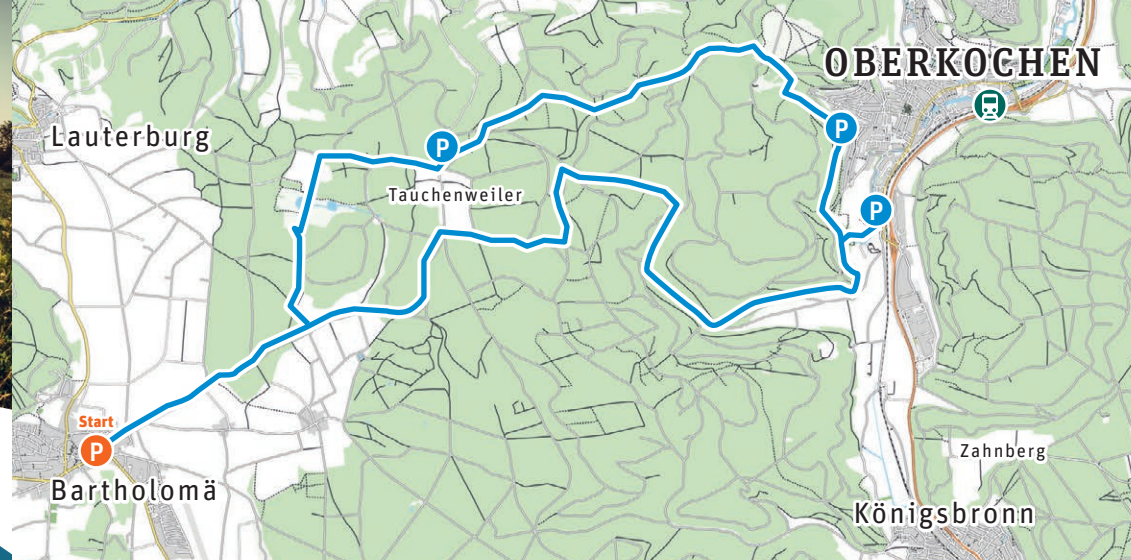 OBERKOCHEN
P
Lauterburg
P
Tauchenweiler
P
Start
P
Zahnberg
Bartholomä
Königsbronn